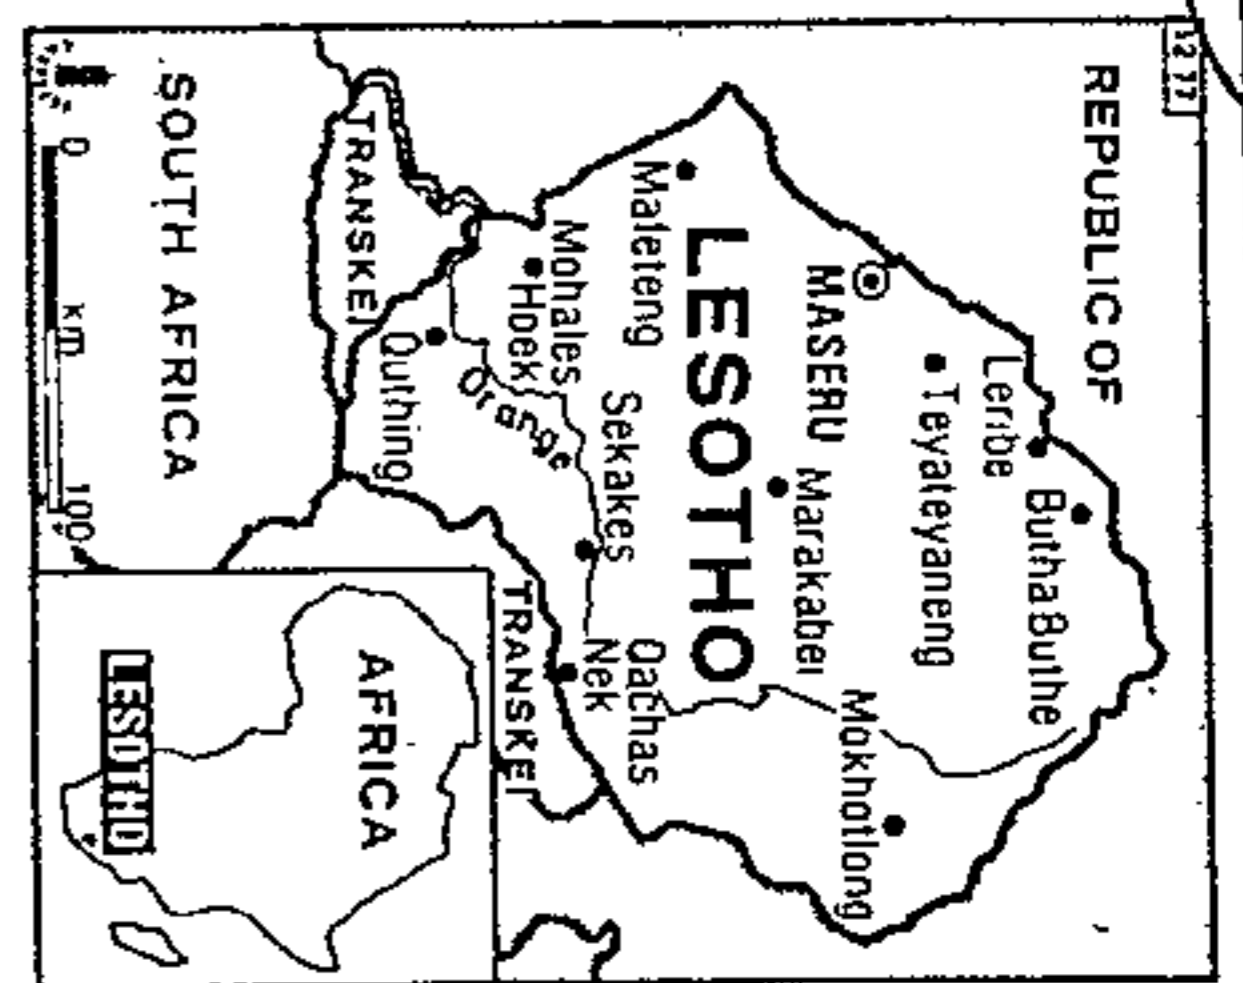 12 77
REPUBLIC OF
Butha Buthe
Leribe
Teyateyaneng
Mokhotlong
MASERU
Marakabei
LESOTHO
Mafeteng
Qachas
Nek
Sekakes
Mohales
Hoek
Orange
Quthing
TRANSKEI
TRANSKEI
SOUTH AFRICA
0 km 100
AFRICA
LESOTHO